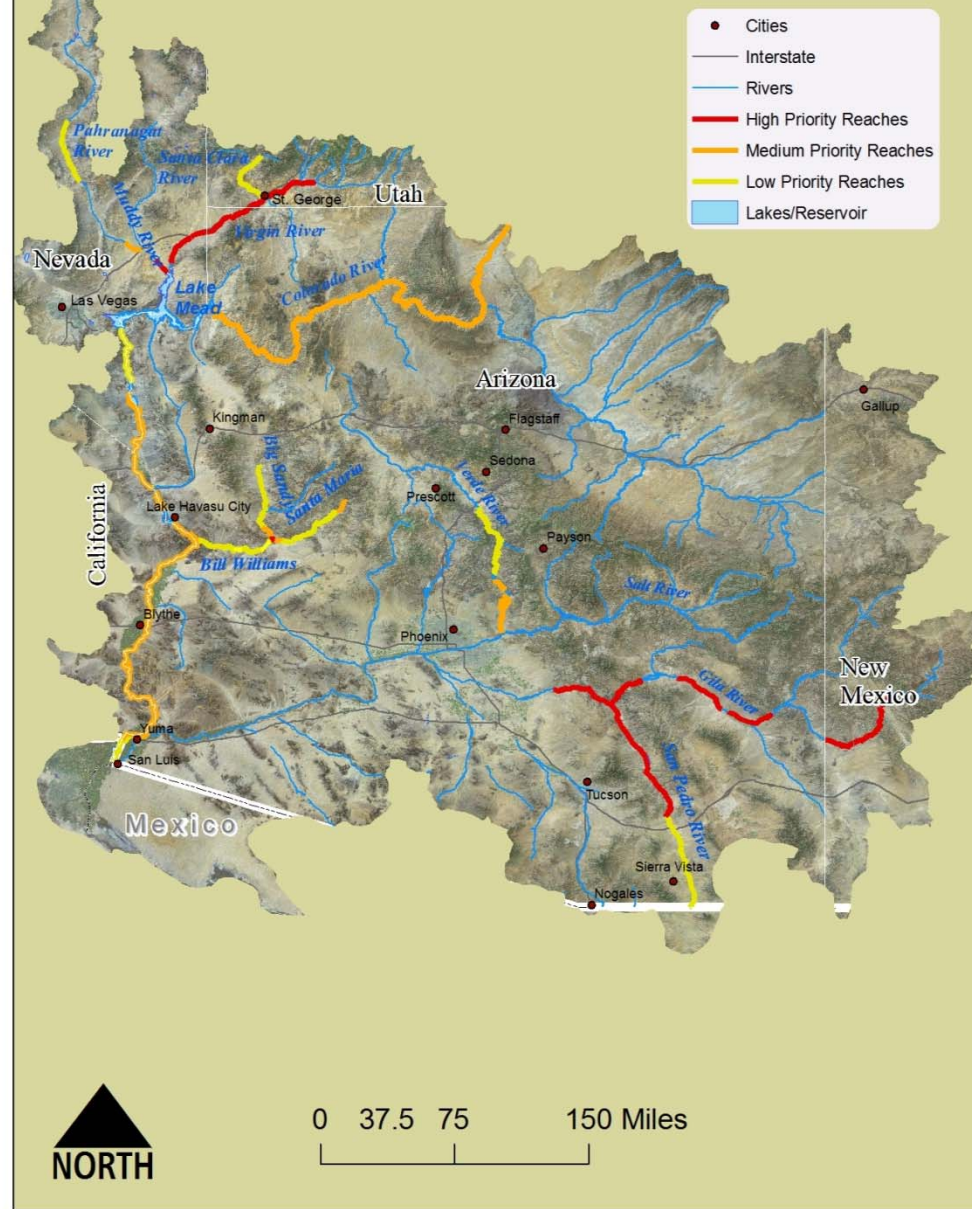 Cities
Interstate
Rivers
High Priority Reaches
Medium Priority Reaches
Low Priority Reaches
Lakes/Reservoir
Pahranagat
River
Santa Clara
River
St. George
Utah
Muddy River
Virgin River
Nevada
Las Vegas
Lake
Mead
Colorado River
Arizona
Gallup
Kingman
Flagstaff
Sedona
Big Sandy
Santa Maria
Prescott
Verde River
California
Lake Havasu City
Payson
Bill Williams
Salt River
Blythe
Phoenix
New
Mexico
Gila River
Yuma
San Luis
San Pedro River
Tucson
Mexico
Sierra Vista
Nogales
0 37.5 75 150 Miles
NORTH